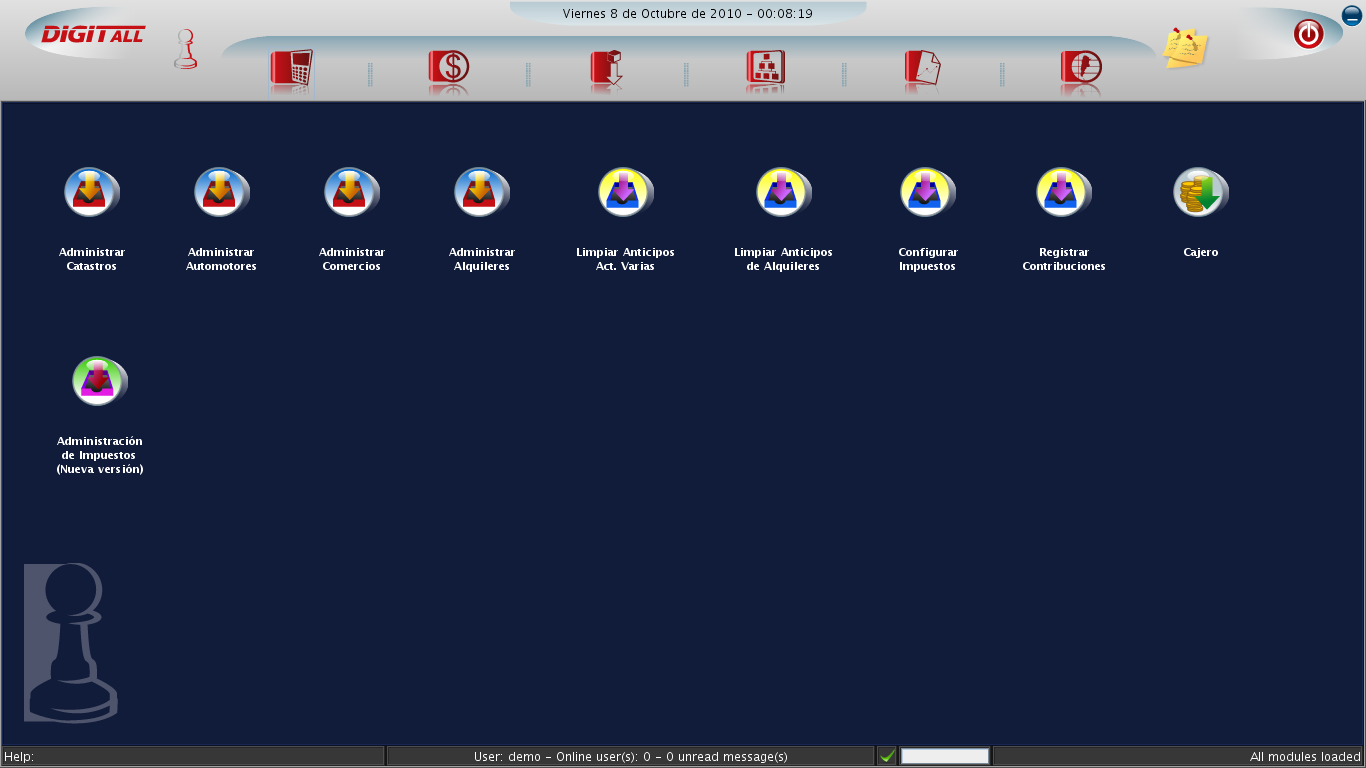 Viernes 8 de Octubre de 2010 - 00:08:19
DIGITALL
$
Administrar
Catastros
Administrar
Automotores
Administrar
Comercios
Administrar
Alquileres
Limpiar Anticipos
Act. Varias
Limpiar Anticipos
de Alquileres
Configurar
Impuestos
Registrar
Contribuciones
Cajero
Administración
de Impuestos
(Nueva versión)
Help:
User: demo - Online user(s): 0 - 0 unread message(s)
All modules loaded